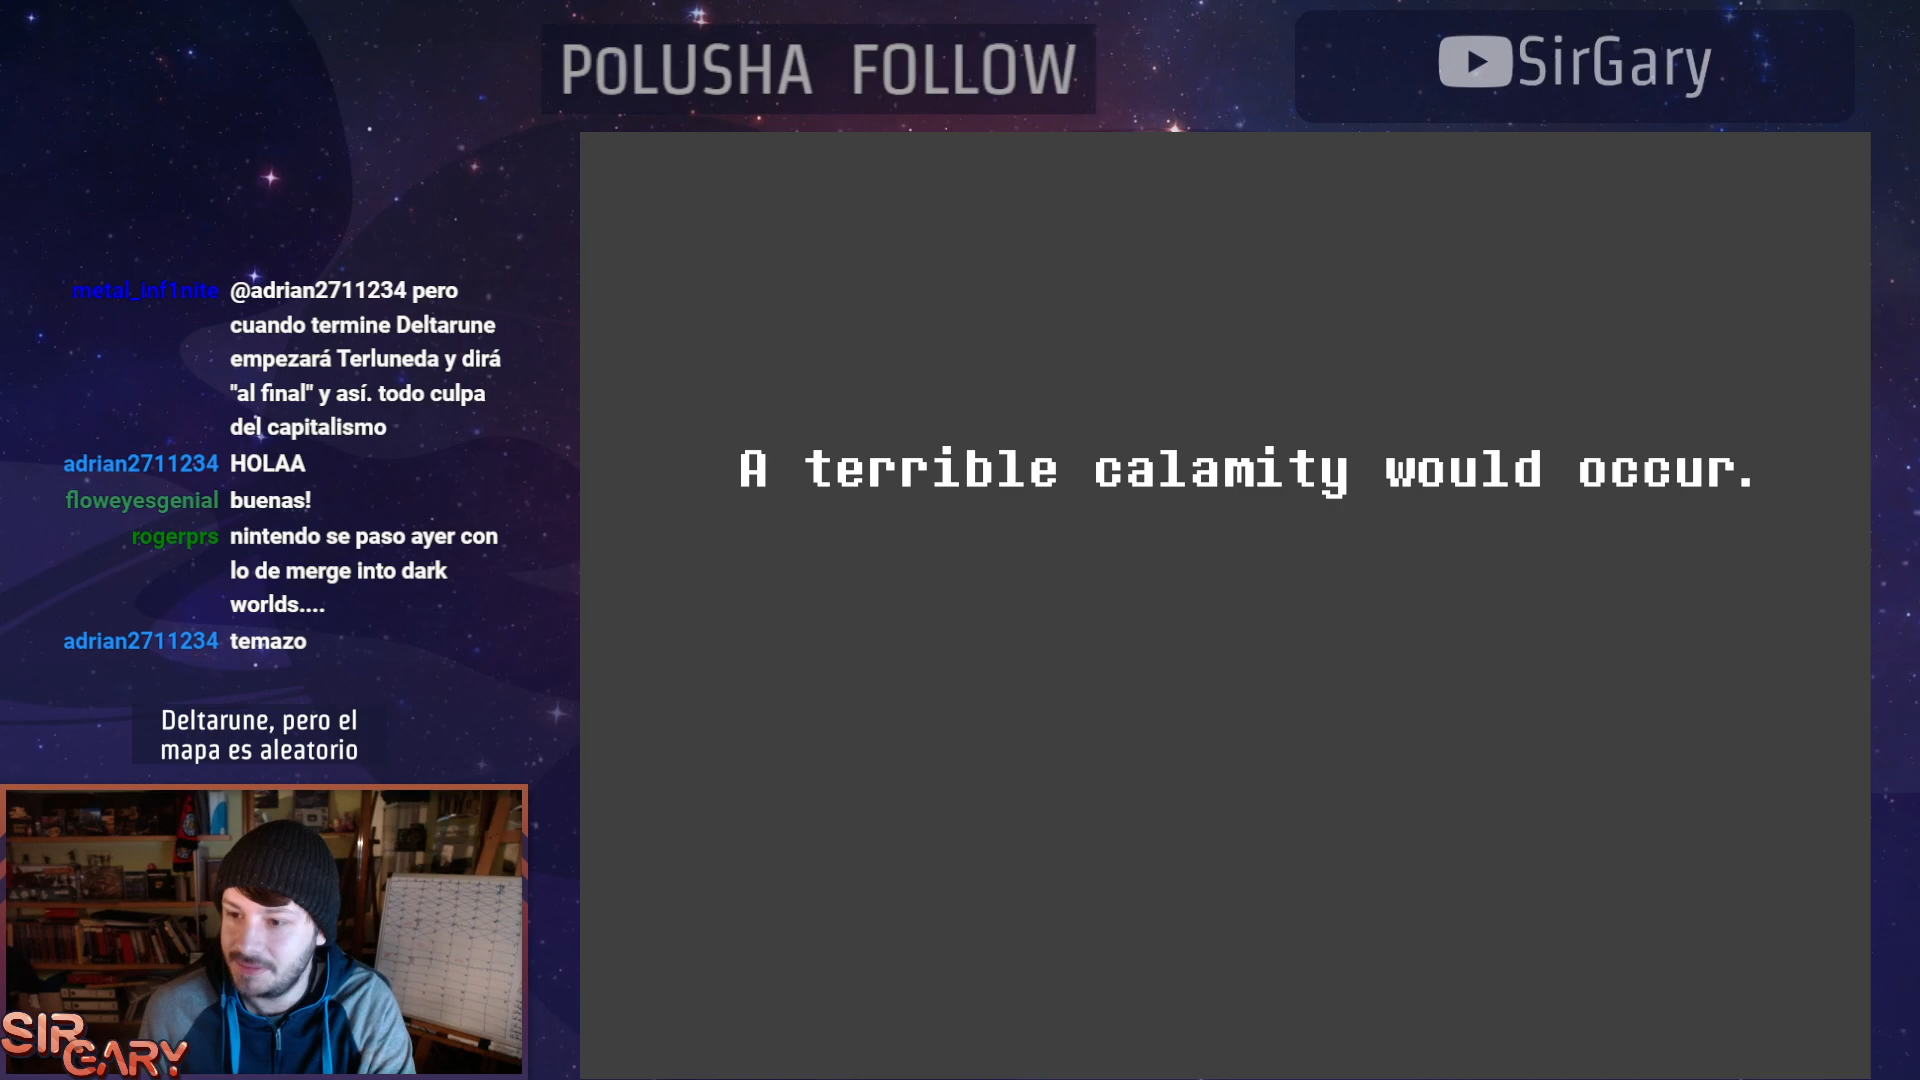 PoLUSHA FOLLOW
SirGary
metal_inf1nite @adrian2711234 pero
cuando termine Deltarune
empezará Terluneda y dirá
"al final" y así. todo culpa
del capitalismo
adrian2711234 HOLAA
floweyesgenial buenas!
rogerprs nintendo se paso ayer con
lo de merge into dark
worlds....
adrian2711234 temazo
Deltarune, pero el
mapa es aleatorio
A terrible calamity would occur.
SIR
GARY